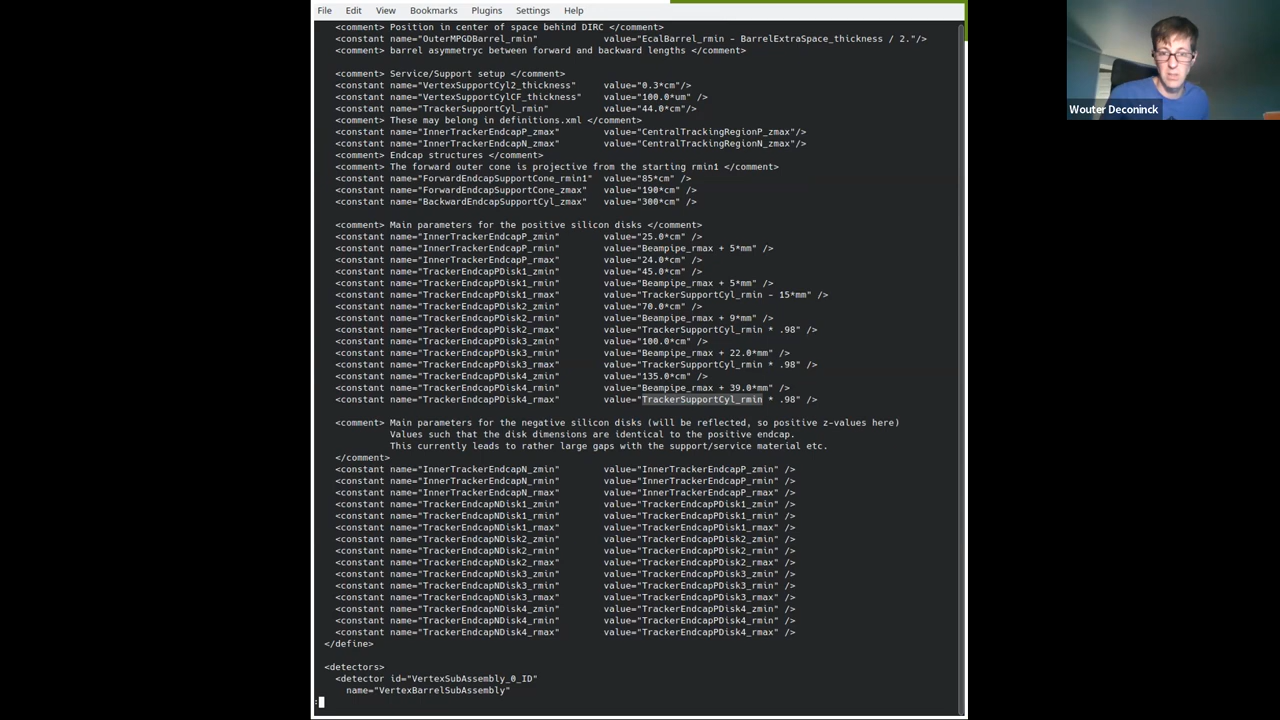 File Edit View Bookmarks Plugins Settings Help
<comment> Position in center of space behind DIRC </comment>
<constant name="OuterMPGDBarrel_rmin" value="EcalBarrel_rmin - BarrelExtraSpace_thickness / 2."/>
<comment> barrel asymmetryc between forward and backward lengths </comment>
<comment> Service/Support setup </comment>
<constant name="VertexSupportCyl2_thickness" value="0.3*cm"/>
<constant name="VertexSupportCylCF_thickness" value="100.0*um" />
<constant name="TrackerSupportCyl_rmin" value="44.0*cm"/>
<comment> These may belong in definitions.xml </comment>
<constant name="InnerTrackerEndcapP_zmax" value="CentralTrackingRegionP_zmax"/>
<constant name="InnerTrackerEndcapN_zmin" value="CentralTrackingRegionN_zmax"/>
<comment> Endcap structures </comment>
<comment> The forward outer cone is projective from the starting rmin1 </comment>
<constant name="ForwardEndcapSupportCone_rmin1" value="85*cm" />
<constant name="ForwardEndcapSupportCone_zmax" value="190*cm" />
<constant name="BackwardEndcapSupportCyl_zmax" value="300*cm" />
<comment> Main parameters for the positive silicon disks </comment>
<constant name="InnerTrackerEndcapP_zmin" value="25.0*cm" />
<constant name="InnerTrackerEndcapP_rmin" value="Beampipe_rmax + 5*mm" />
<constant name="InnerTrackerEndcapP_rmax" value="24.0*cm" />
<constant name="TrackerEndcapPDisk1_zmin" value="45.0*cm" />
<constant name="TrackerEndcapPDisk1_rmin" value="Beampipe_rmax + 5*mm" />
<constant name="TrackerEndcapPDisk1_rmax" value="TrackerSupportCyl_rmin - 15*mm" />
<constant name="TrackerEndcapPDisk2_zmin" value="70.0*cm" />
<constant name="TrackerEndcapPDisk2_rmin" value="Beampipe_rmax + 9*mm" />
<constant name="TrackerEndcapPDisk2_rmax" value="TrackerSupportCyl_rmin * .98" />
<constant name="TrackerEndcapPDisk3_zmin" value="100.0*cm" />
<constant name="TrackerEndcapPDisk3_rmin" value="Beampipe_rmax + 22.0*mm" />
<constant name="TrackerEndcapPDisk3_rmax" value="TrackerSupportCyl_rmin * .98" />
<constant name="TrackerEndcapPDisk4_zmin" value="135.0*cm" />
<constant name="TrackerEndcapPDisk4_rmin" value="Beampipe_rmax + 39.0*mm" />
<constant name="TrackerEndcapPDisk4_rmax" value="TrackerSupportCyl_rmin * .98" />
<comment> Main parameters for the negative silicon disks (will be reflected, so positive z-values here)
Values such that the disk dimensions are identical to the positive endcap.
This currently leads to rather large gaps with the support/service material etc.
</comment>
<constant name="InnerTrackerEndcapN_zmin" value="InnerTrackerEndcapP_zmin" />
<constant name="InnerTrackerEndcapN_rmin" value="InnerTrackerEndcapP_rmin" />
<constant name="InnerTrackerEndcapN_rmax" value="InnerTrackerEndcapP_rmax" />
<constant name="TrackerEndcapNDisk1_zmin" value="TrackerEndcapPDisk1_zmin" />
<constant name="TrackerEndcapNDisk1_rmin" value="TrackerEndcapPDisk1_rmin" />
<constant name="TrackerEndcapNDisk1_rmax" value="TrackerEndcapPDisk1_rmax" />
<constant name="TrackerEndcapNDisk2_zmin" value="TrackerEndcapPDisk2_zmin" />
<constant name="TrackerEndcapNDisk2_rmin" value="TrackerEndcapPDisk2_rmin" />
<constant name="TrackerEndcapNDisk2_rmax" value="TrackerEndcapPDisk2_rmax" />
<constant name="TrackerEndcapNDisk3_zmin" value="TrackerEndcapPDisk3_zmin" />
<constant name="TrackerEndcapNDisk3_rmin" value="TrackerEndcapPDisk3_rmin" />
<constant name="TrackerEndcapNDisk3_rmax" value="TrackerEndcapPDisk3_rmax" />
<constant name="TrackerEndcapNDisk4_zmin" value="TrackerEndcapPDisk4_zmin" />
<constant name="TrackerEndcapNDisk4_rmin" value="TrackerEndcapPDisk4_rmin" />
<constant name="TrackerEndcapNDisk4_rmax" value="TrackerEndcapPDisk4_rmax" />
</define>
<detectors>
<detector id="VertexSubAssembly_0_ID"
name="VertexBarrelSubAssembly"
:
Wouter Deconinck